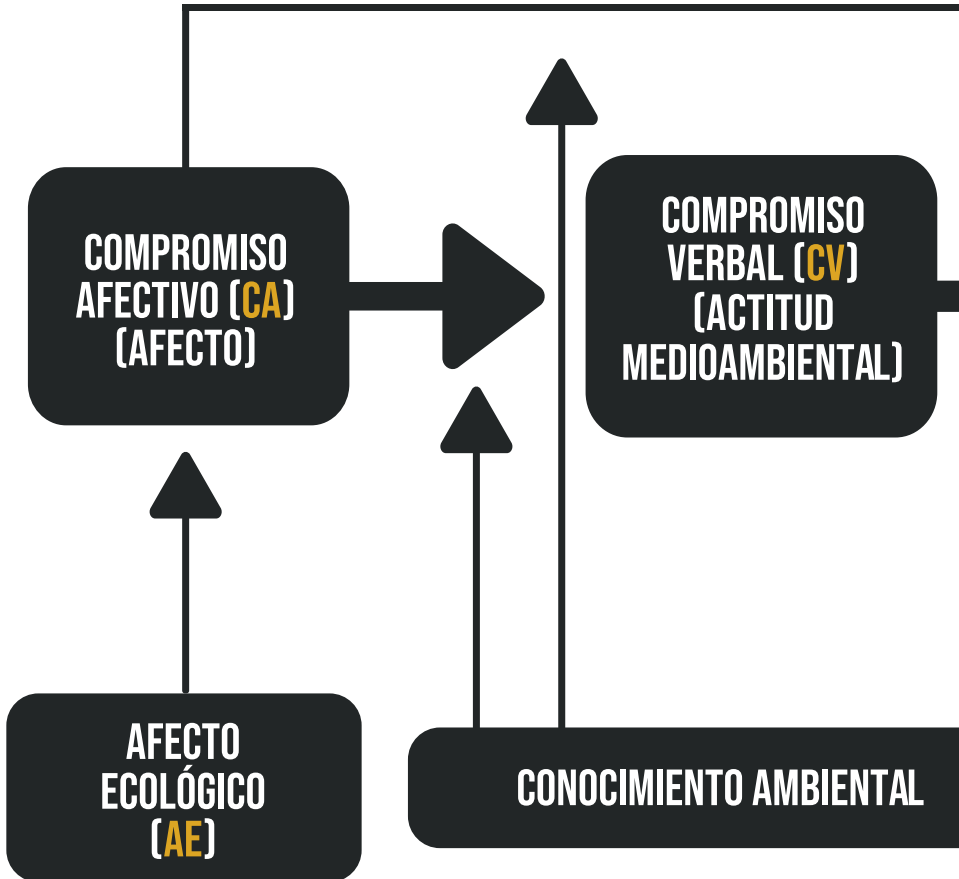 COMPROMISO
AFECTIVO (CA)
(AFECTO)
COMPROMISO
VERBAL (CV)
(ACTITUD
MEDIOAMBIENTAL)
AFECTO
ECOLÓGICO
(AE)
CONOCIMIENTO AMBIENTAL